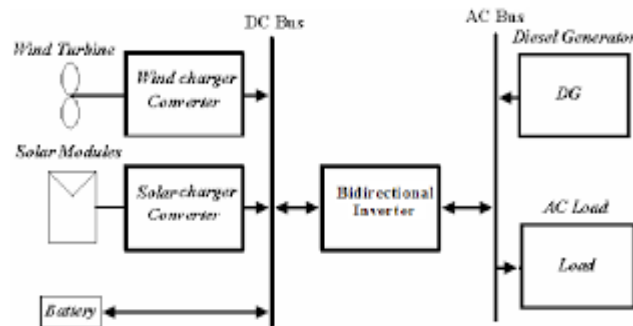 DC Bus
AC Bus
Wind Turbine
Diesel Generator
Wind charger
Converter
DG
Solar Modules
Solar-charger
Converter
Bidirectional
Inverter
AC Load
Load
Battery